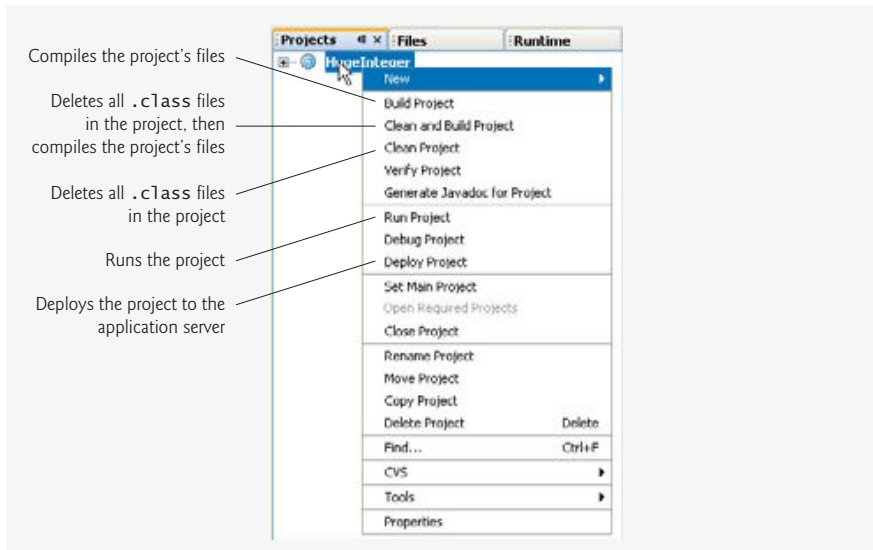 Projects
Files
Runtime
HugeInteger
Compiles the project's files
Deletes all .class files
in the project, then
compiles the project's files
Deletes all .class files
in the project
Runs the project
Deploys the project to the
application server
New
Build Project
Clean and Build Project
Clean Project
Verify Project
Generate Javadoc for Project
Run Project
Debug Project
Deploy Project
Set Main Project
Open Required Projects
Close Project
Rename Project
Move Project
Copy Project
Delete Project Delete
Find... Ctrl+F
CVS
Tools
Properties